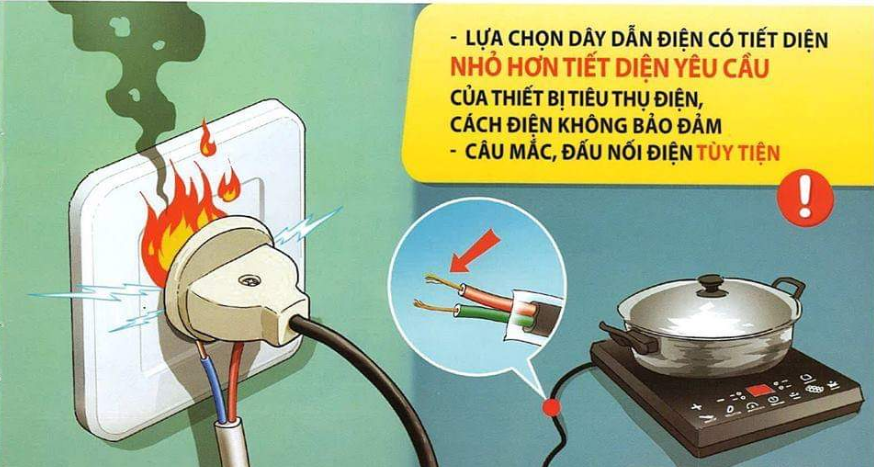 - LỰA CHỌN DÂY DẪN ĐIỆN CÓ TIẾT DIỆN
NHỎ HƠN TIẾT DIỆN YÊU CẦU
CỦA THIẾT BỊ TIÊU THỤ ĐIỆN,
CÁCH ĐIỆN KHÔNG BẢO ĐẢM
- CÂU MẮC, ĐẤU NỐI ĐIỆN TÙY TIỆN
!